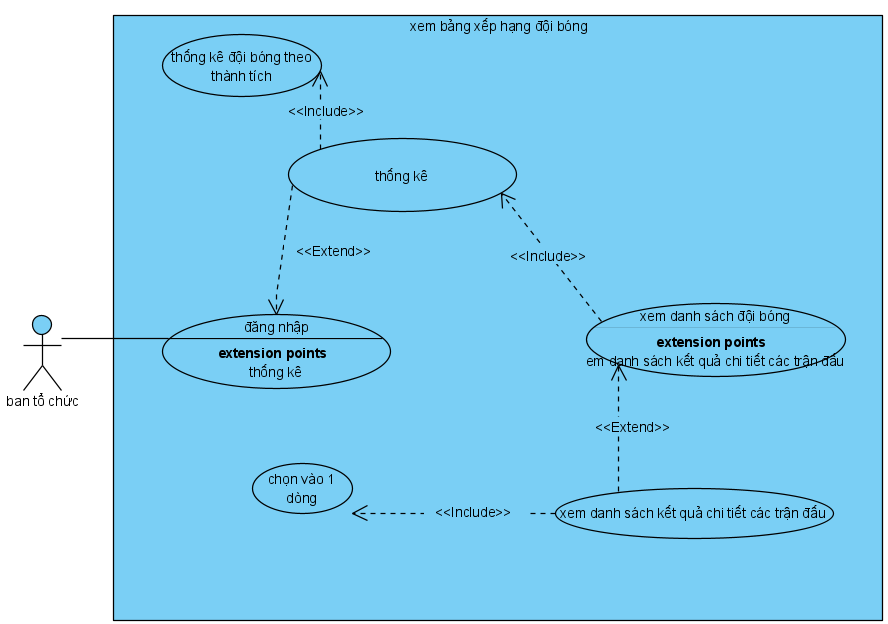 xem bảng xếp hạng đội bóng
thống kê đội bóng theo
thành tích
<<Include>>
thống kê
<<Extend>>
<<Include>>
đăng nhập
extension points
thống kê
xem danh sách đội bóng
extension points
em danh sách kết quả chi tiết các trận đấu
ban tổ chức
<<Extend>>
chọn vào 1
dòng
<<Include>>
xem danh sách kết quả chi tiết các trận đấu